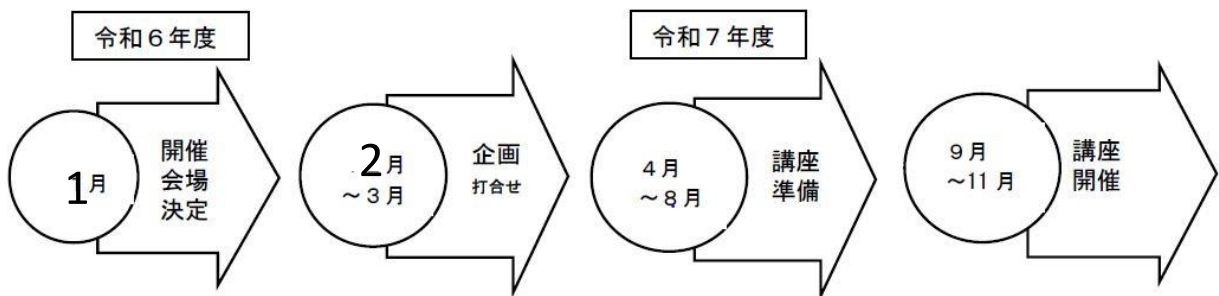 令和６年度
1月
開催
会場
決定
2月
～３月
企画
打合せ
令和７年度
４月
～８月
講座
準備
９月
～11月
講座
開催